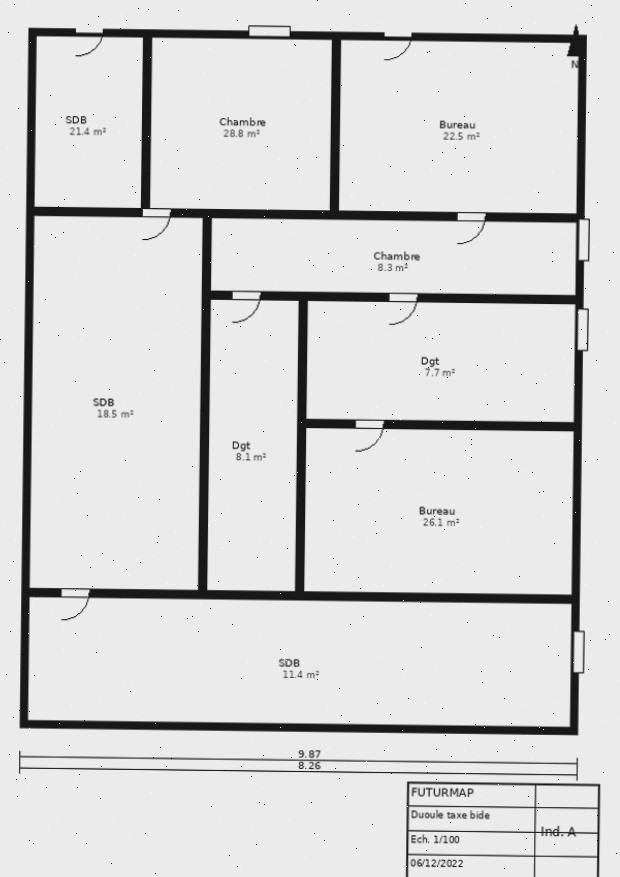 N
SDB
21.4 m²
Chambre
28.8 m²
Bureau
22.5 m²
Chambre
8.3 m²
Dgt
7.7 m²
SDB
18.5 m²
Dgt
8.1 m²
Bureau
26.1 m²
SDB
11.4 m²
9.87
8.26
FUTURMAP
Duoule taxe bide
Ind. A
Ech. 1/100
06/12/2022